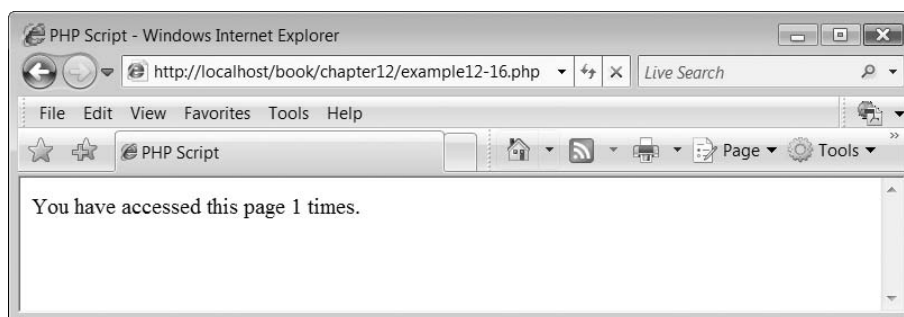 PHP Script - Windows Internet Explorer
http://localhost/book/chapter12/example12-16.php
Live Search
File Edit View Favorites Tools Help
PHP Script
Page
Tools
You have accessed this page 1 times.